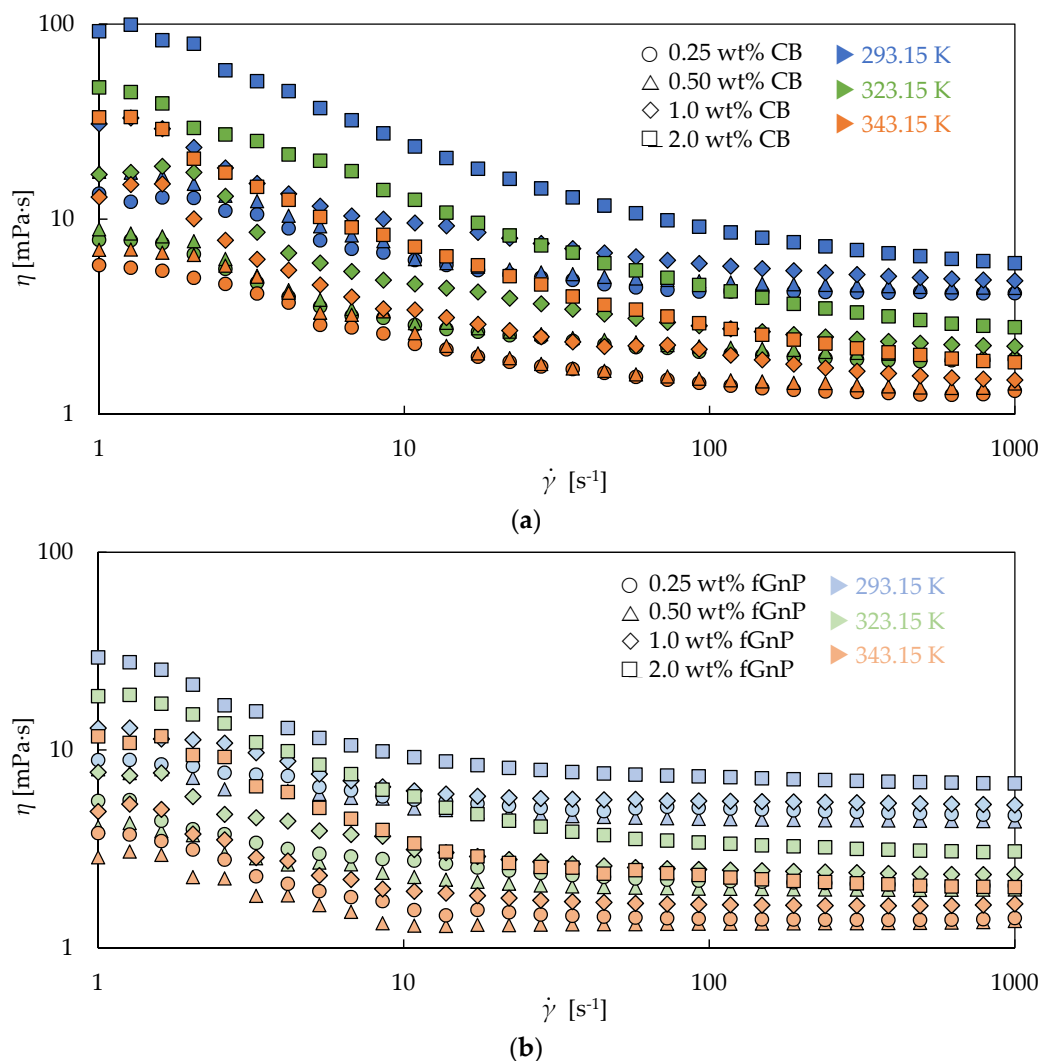 100
10
1
η [mPa·s]
0.25 wt% CB
0.50 wt% CB
1.0 wt% CB
2.0 wt% CB
293.15 K
323.15 K
343.15 K
1 10 100 1000
γ̇ [s⁻¹]
(a)
100
10
1
η [mPa·s]
0.25 wt% fGnP
0.50 wt% fGnP
1.0 wt% fGnP
2.0 wt% fGnP
293.15 K
323.15 K
343.15 K
1 10 100 1000
γ̇ [s⁻¹]
(b)